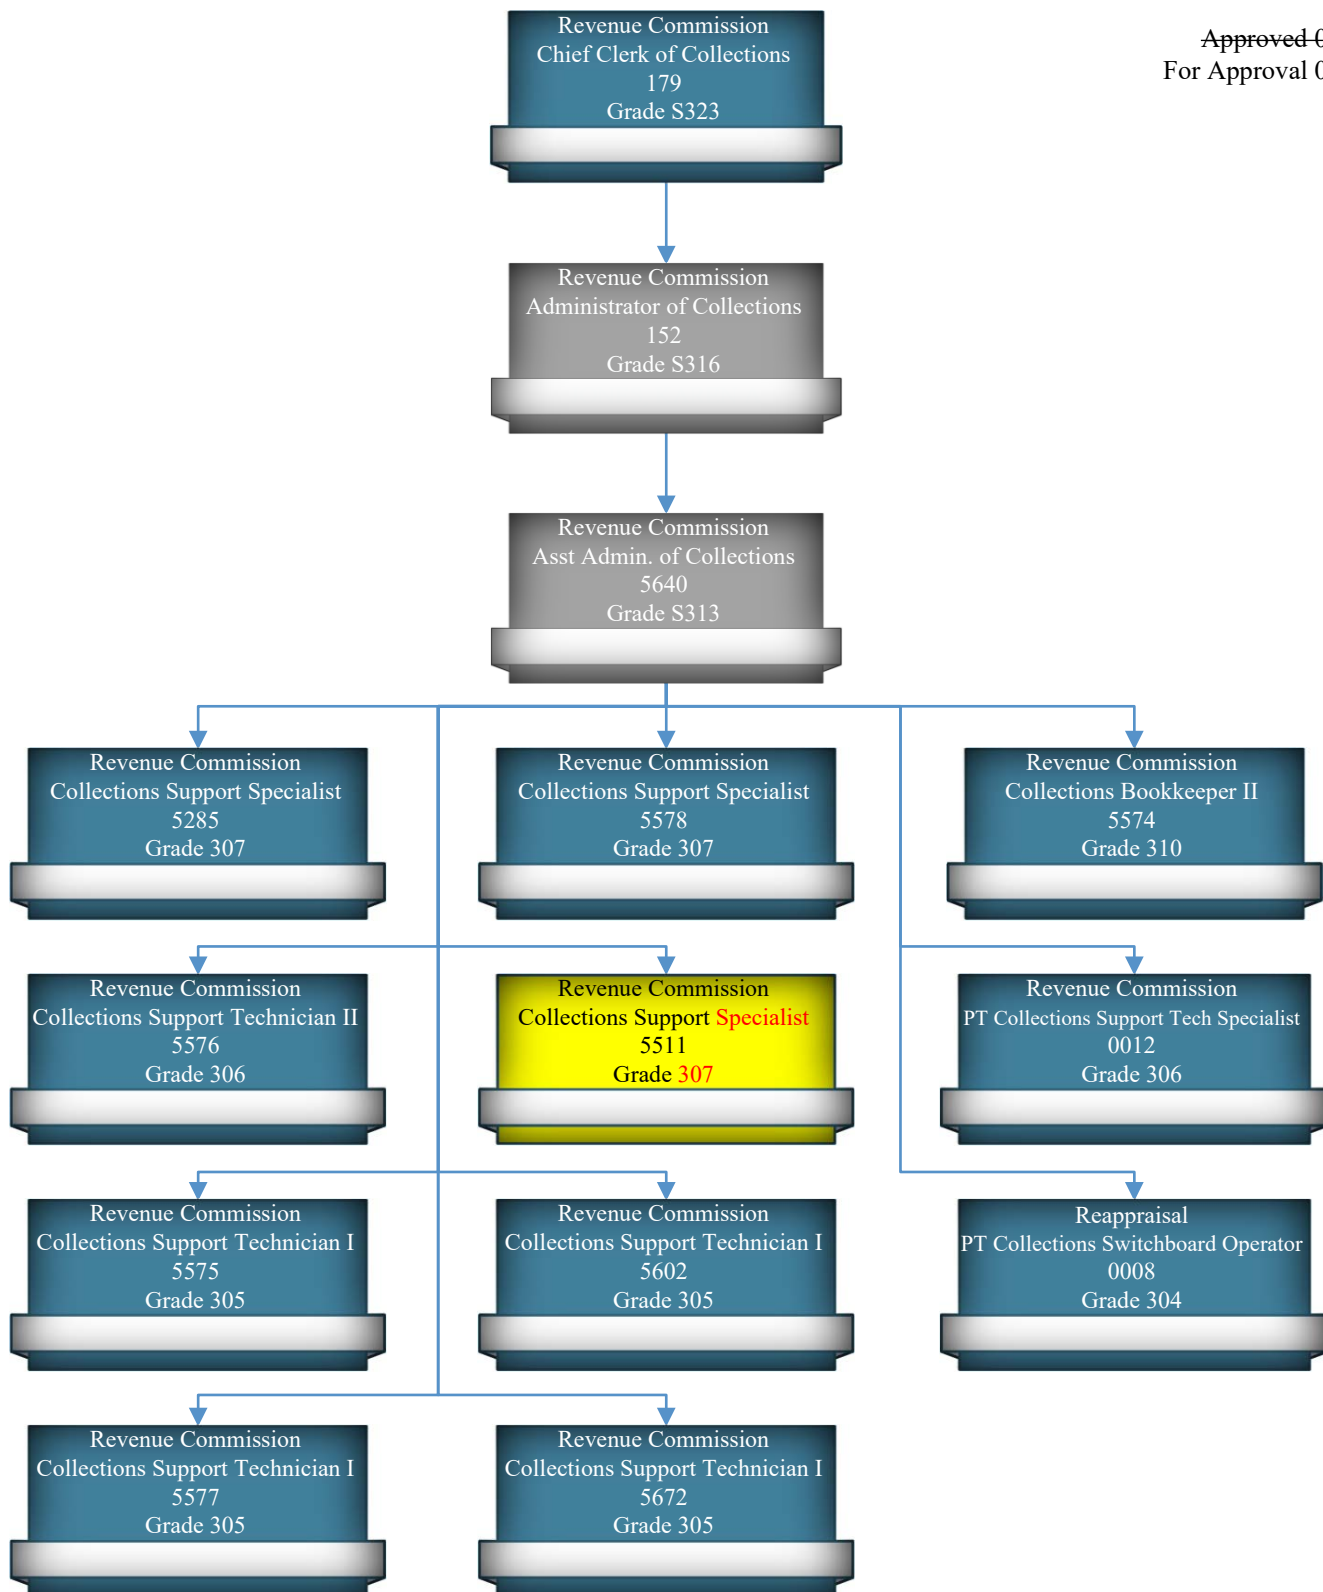 Approved 0
For Approval 0
Revenue Commission
Chief Clerk of Collections
179
Grade S323
Revenue Commission
Administrator of Collections
152
Grade S316
Revenue Commission
Asst Admin. of Collections
5640
Grade S313
Revenue Commission
Collections Support Specialist
5285
Grade 307
Revenue Commission
Collections Support Specialist
5578
Grade 307
Revenue Commission
Collections Bookkeeper II
5574
Grade 310
Revenue Commission
Collections Support Technician II
5576
Grade 306
Revenue Commission
Collections Support Specialist
5511
Grade 307
Revenue Commission
PT Collections Support Tech Specialist
0012
Grade 306
Revenue Commission
Collections Support Technician I
5575
Grade 305
Revenue Commission
Collections Support Technician I
5602
Grade 305
Reappraisal
PT Collections Switchboard Operator
0008
Grade 304
Revenue Commission
Collections Support Technician I
5577
Grade 305
Revenue Commission
Collections Support Technician I
5672
Grade 305